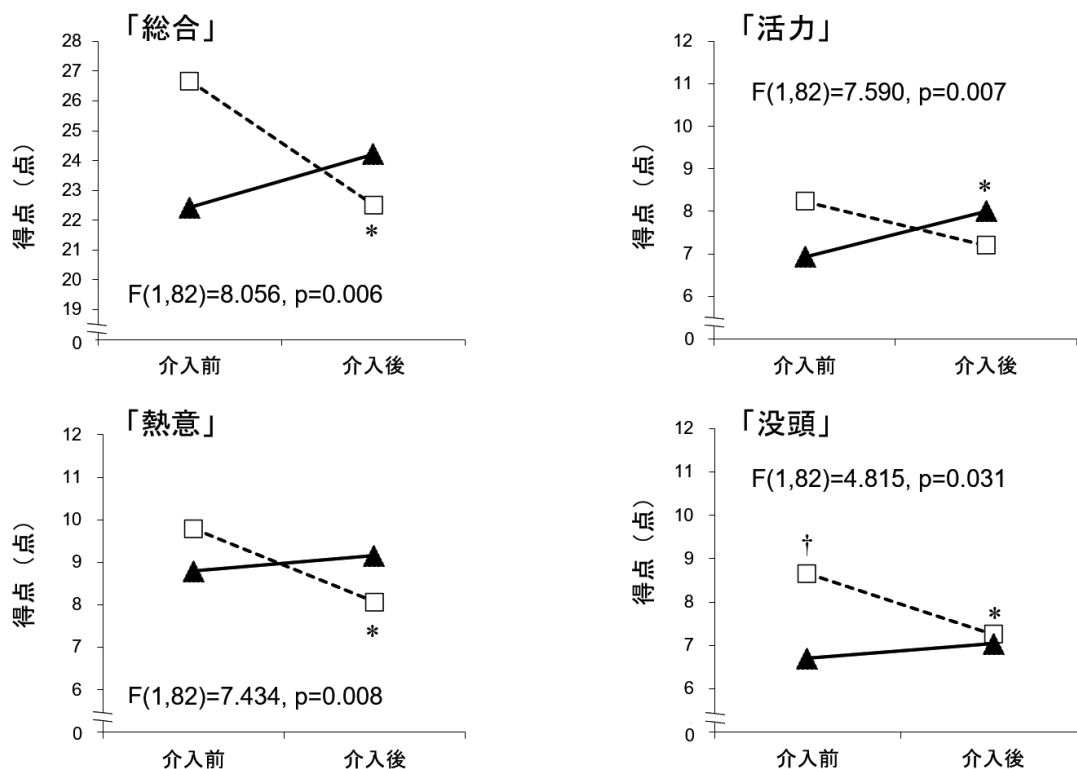 「総合」
28
27
26
25
24
23
22
21
20
19
0
得点（点）
*
F(1,82)=8.056, p=0.006
介入前
介入後
「活力」
12
11
10
9
8
7
6
0
得点（点）
F(1,82)=7.590, p=0.007
*
介入前
介入後
「熱意」
12
11
10
9
8
7
6
0
得点（点）
*
F(1,82)=7.434, p=0.008
介入前
介入後
「没頭」
12
11
10
9
8
7
6
0
得点（点）
F(1,82)=4.815, p=0.031
†
*
介入前
介入後